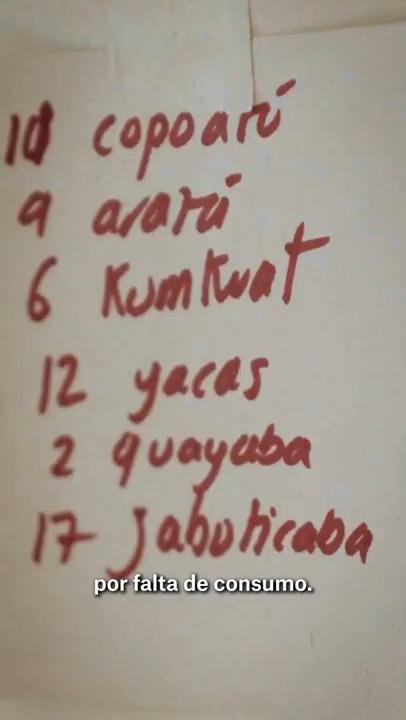 10 copoazú
9 arazá
6 Kumkuat
12 yacas
2 guayaba
17 Jabuticaba
por falta de consumo.